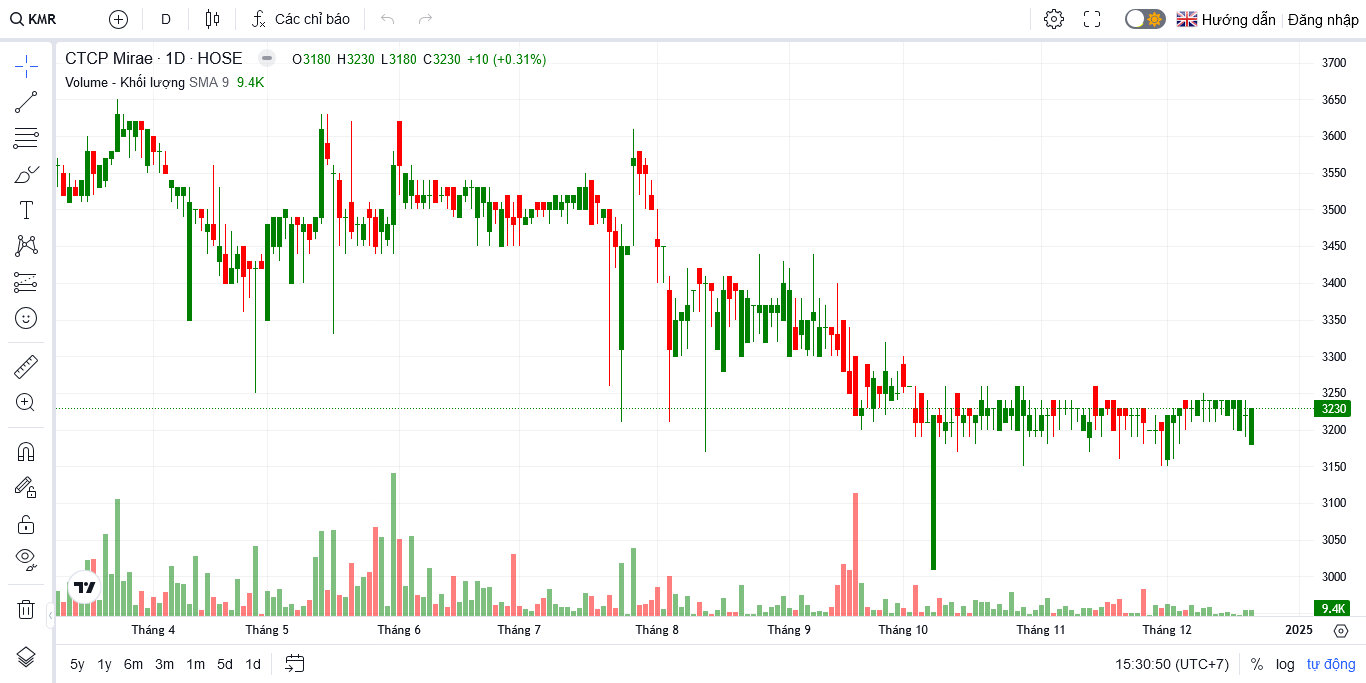 KMR D Các chỉ báo Hướng dẫn Đăng nhập
CTCP Mirae · 1D · HOSE O3180 H3230 L3180 C3230 +10 (+0.31%)
Volume - Khối lượng SMA 9 9.4K
3700
3650
3600
3550
3500
3450
3400
3350
3300
3250
3230
3200
3150
3100
3050
3000
9.4K
Tháng 4 Tháng 5 Tháng 6 Tháng 7 Tháng 8 Tháng 9 Tháng 10 Tháng 11 Tháng 12 2025
5y 1y 6m 3m 1m 5d 1d 15:30:50 (UTC+7) % log tự động